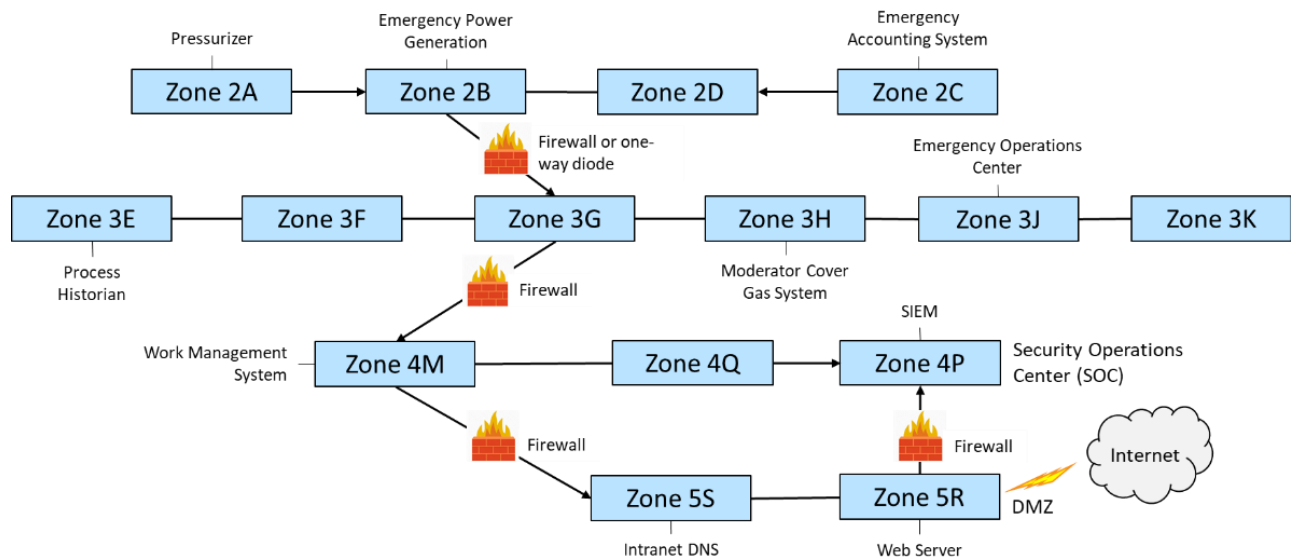 Pressurizer
Emergency Power
Generation
Emergency
Accounting System
Zone 2A
Zone 2B
Zone 2D
Zone 2C
Firewall or one-
way diode
Emergency Operations
Center
Zone 3E
Zone 3F
Zone 3G
Zone 3H
Zone 3J
Zone 3K
Process
Historian
Firewall
Moderator Cover
Gas System
SIEM
Work Management
System
Zone 4M
Zone 4Q
Zone 4P
Security Operations
Center (SOC)
Firewall
Firewall
Internet
Zone 5S
Zone 5R
DMZ
Intranet DNS
Web Server